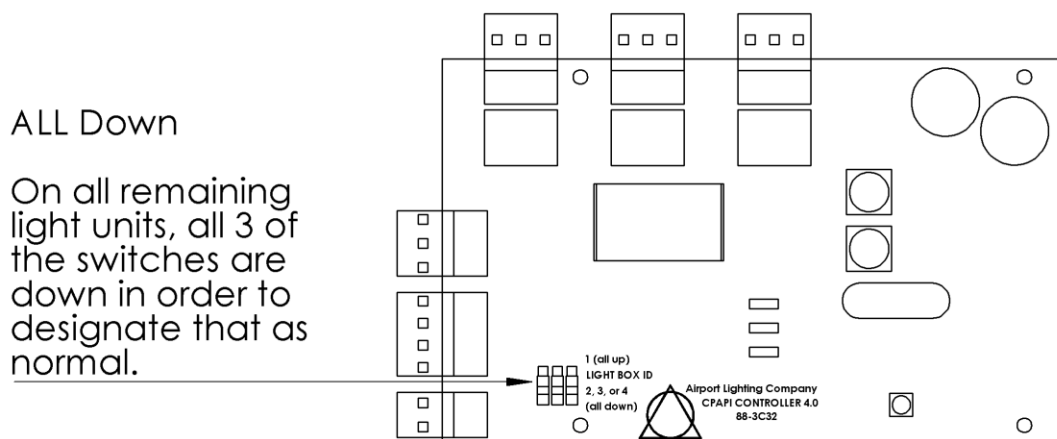 ALL Down
On all remaining
light units, all 3 of
the switches are
down in order to
designate that as
normal.
1 (all up)
LIGHT BOX ID
2, 3, or 4
(all down)
Airport Lighting Company
CPAPI CONTROLLER 4.0
88-3C32